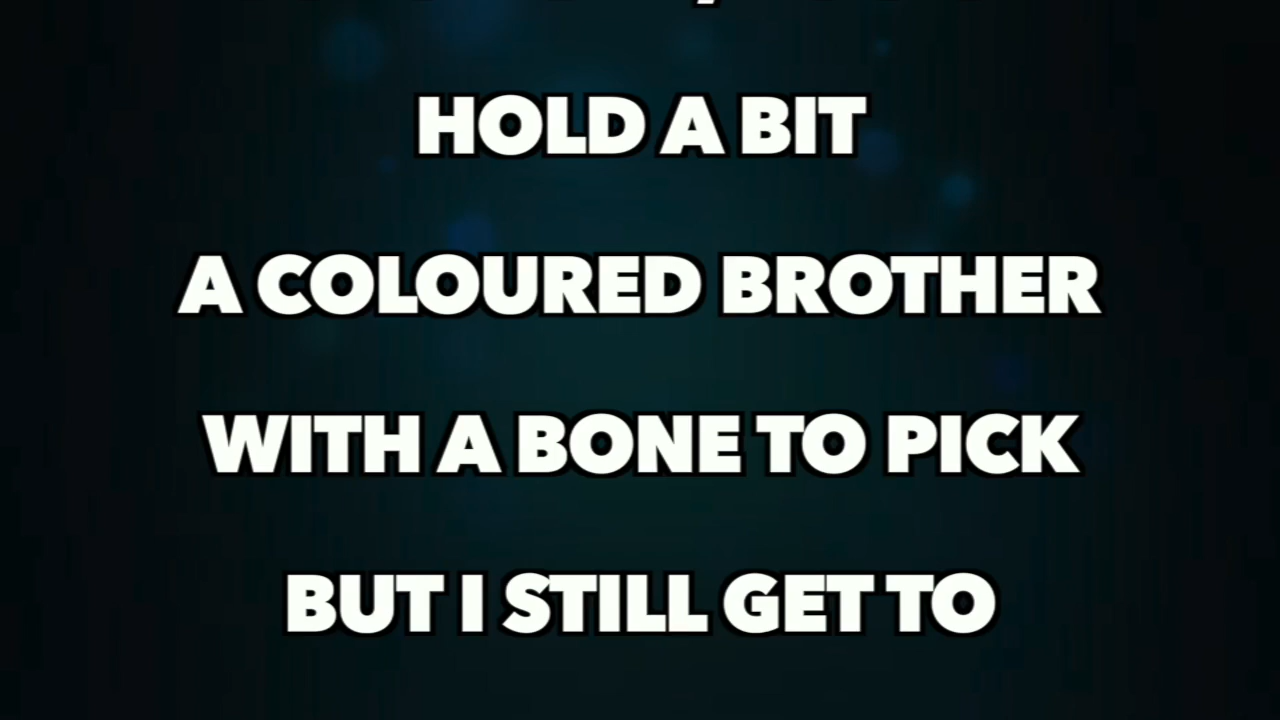 HOLD A BIT
A COLOURED BROTHER
WITH A BONE TO PICK
BUT I STILL GET TO